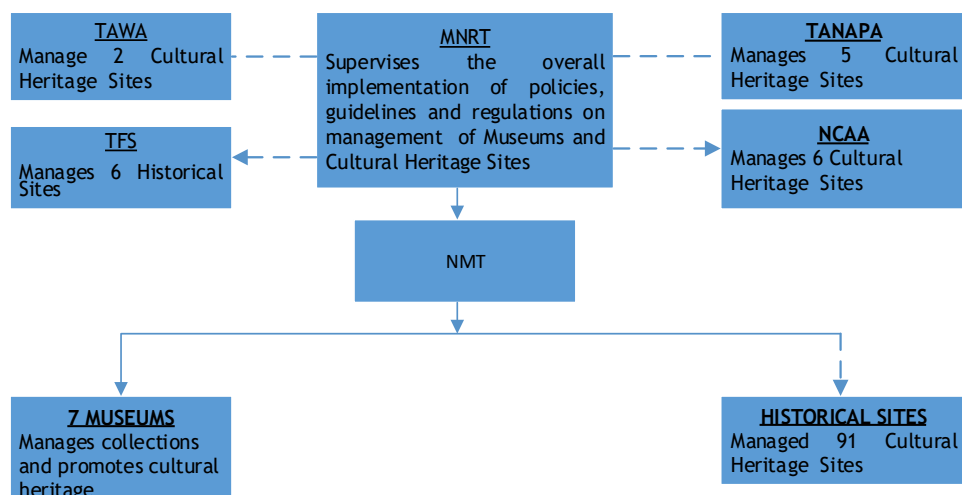 TAWA
Manage 2 Cultural
Heritage Sites
MNRT
Supervises the overall
implementation of policies,
guidelines and regulations on
management of Museums and
Cultural Heritage Sites
TANAPA
Manages 5 Cultural
Heritage Sites
TFS
Manages 6 Historical
Sites
NCAA
Manages 6 Cultural
Heritage Sites
NMT
7 MUSEUMS
Manages collections
and promotes cultural
heritage
HISTORICAL SITES
Managed 91 Cultural
Heritage Sites